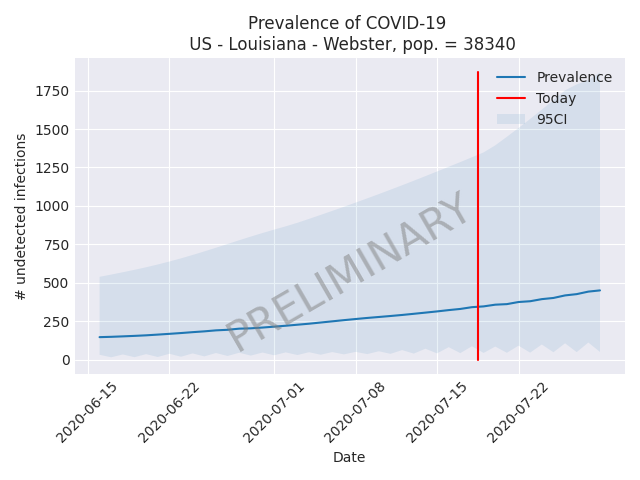 Prevalence of COVID-19
US - Louisiana - Webster, pop. = 38340
Prevalence
Today
95CI
# undetected infections
1750
1500
1250
1000
750
500
250
0
PRELIMINARY
2020-06-15
2020-06-22
2020-07-01
2020-07-08
2020-07-15
2020-07-22
Date